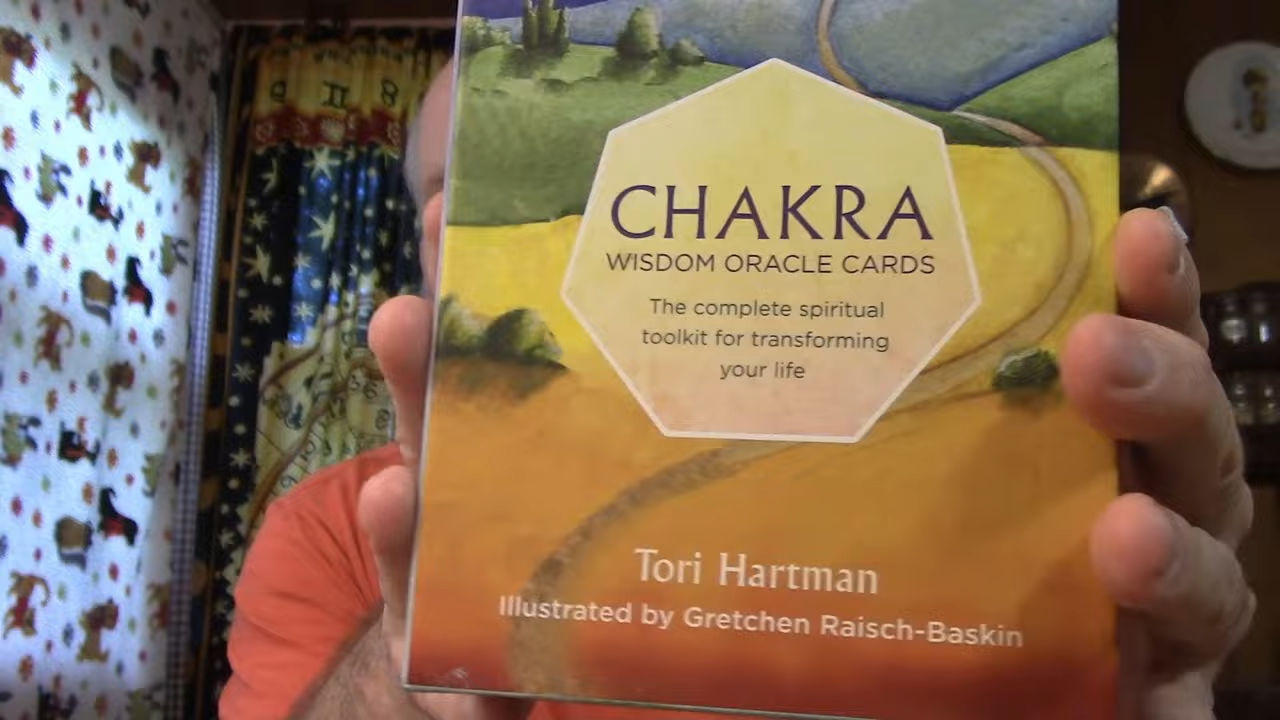 CHAKRA
WISDOM ORACLE CARDS
The complete spiritual
toolkit for transforming
your life
Tori Hartman
Illustrated by Gretchen Raisch-Baskin